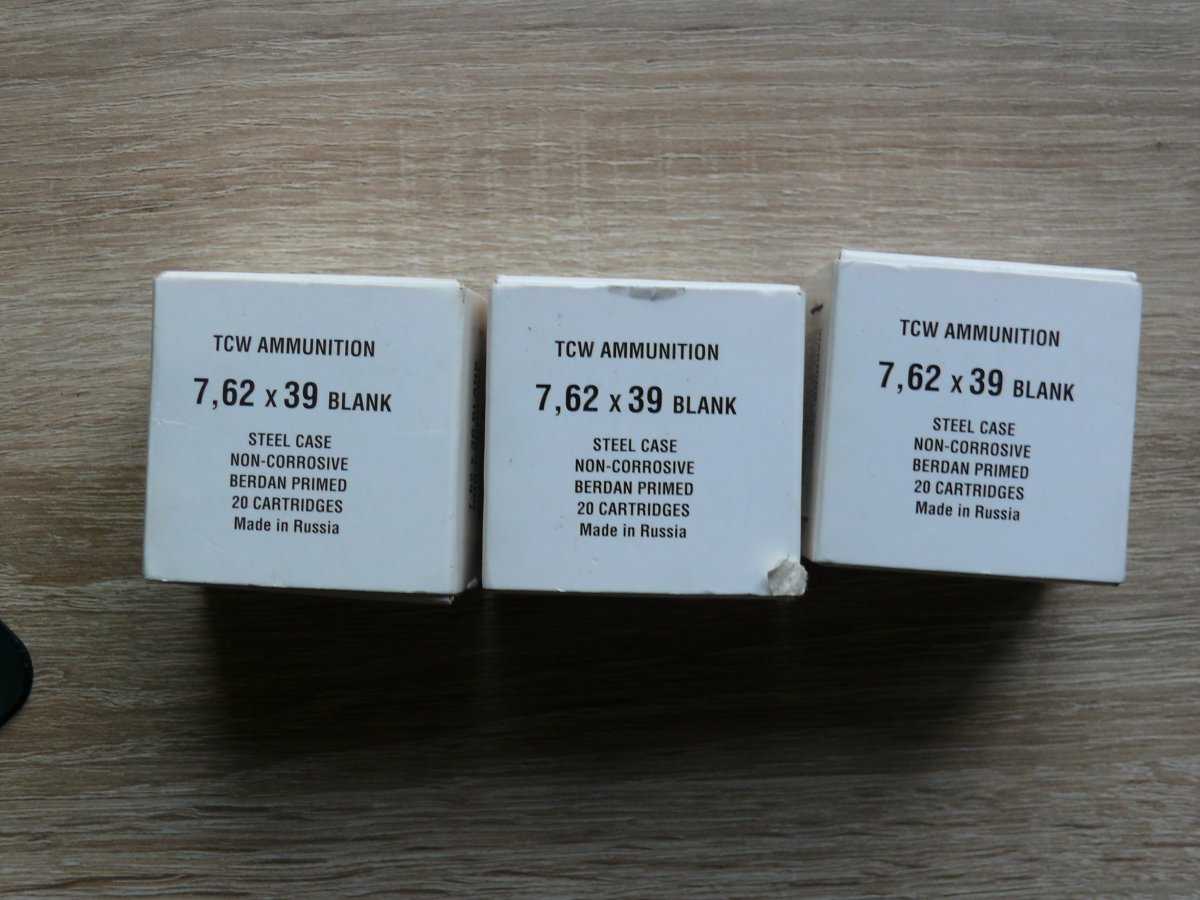 TCW AMMUNITION
7,62 x 39 BLANK
STEEL CASE
NON-CORROSIVE
BERDAN PRIMED
20 CARTRIDGES
Made in Russia
TCW AMMUNITION
7,62 x 39 BLANK
STEEL CASE
NON-CORROSIVE
BERDAN PRIMED
20 CARTRIDGES
Made in Russia
TCW AMMUNITION
7,62 x 39 BLANK
STEEL CASE
NON-CORROSIVE
BERDAN PRIMED
20 CARTRIDGES
Made in Russia